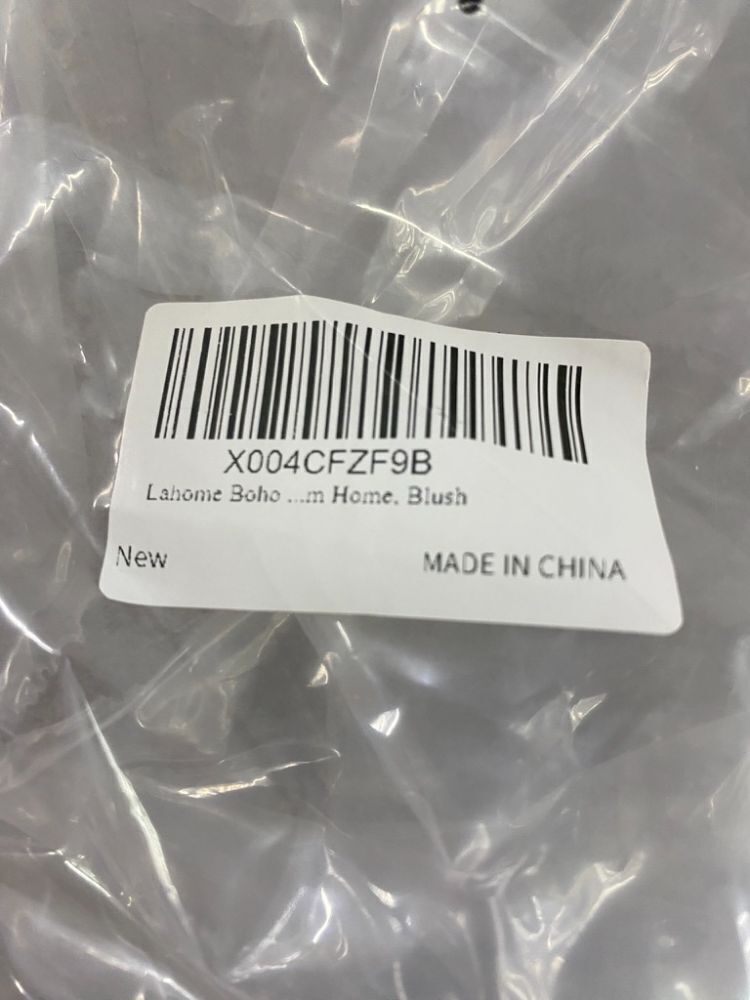 X004CFZF9B
Lahome Boho ...m Home, Blush
New
MADE IN CHINA